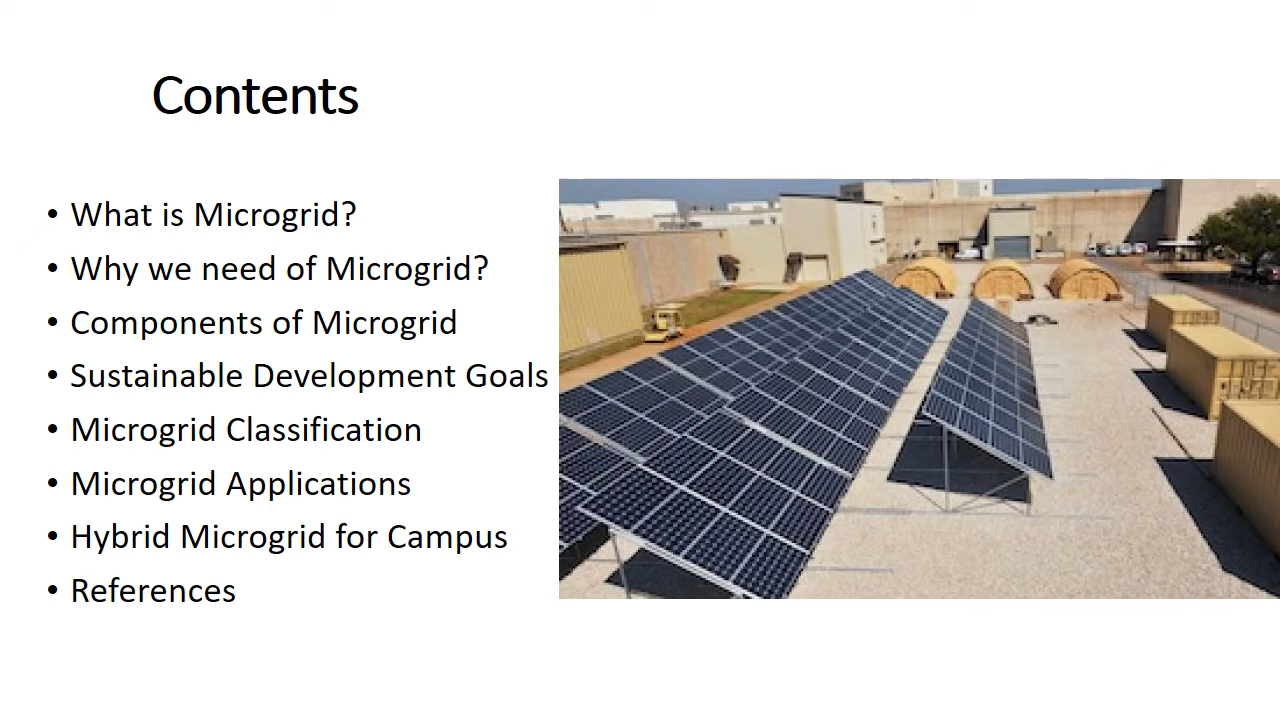 Contents
• What is Microgrid?
• Why we need of Microgrid?
• Components of Microgrid
• Sustainable Development Goals
• Microgrid Classification
• Microgrid Applications
• Hybrid Microgrid for Campus
• References